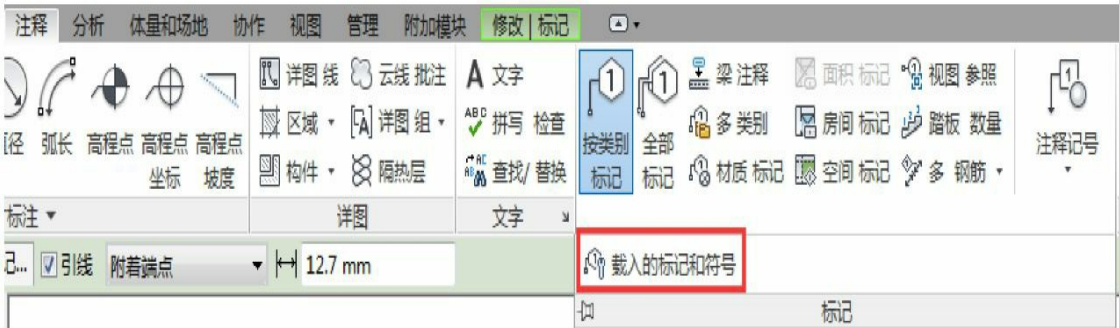 注释 分析 体量和场地 协作 视图 管理 附加模块 修改 | 标记
详图 线 云线 批注 A 文字 梁 注释 面积 标记 视图 参照
区域 详图 组 ABC 拼写 检查 多 类别 房间 标记 踏板 数量
径 弧长 高程点 高程点 高程点 按类别 全部 注释记号
坐标 坡度 构件 隔热层 查找/ 替换 标记 标记 材质 标记 空间 标记 多 钢筋
标注 详图 文字
记... 引线 附着端点 12.7 mm 载入的标记和符号
标记